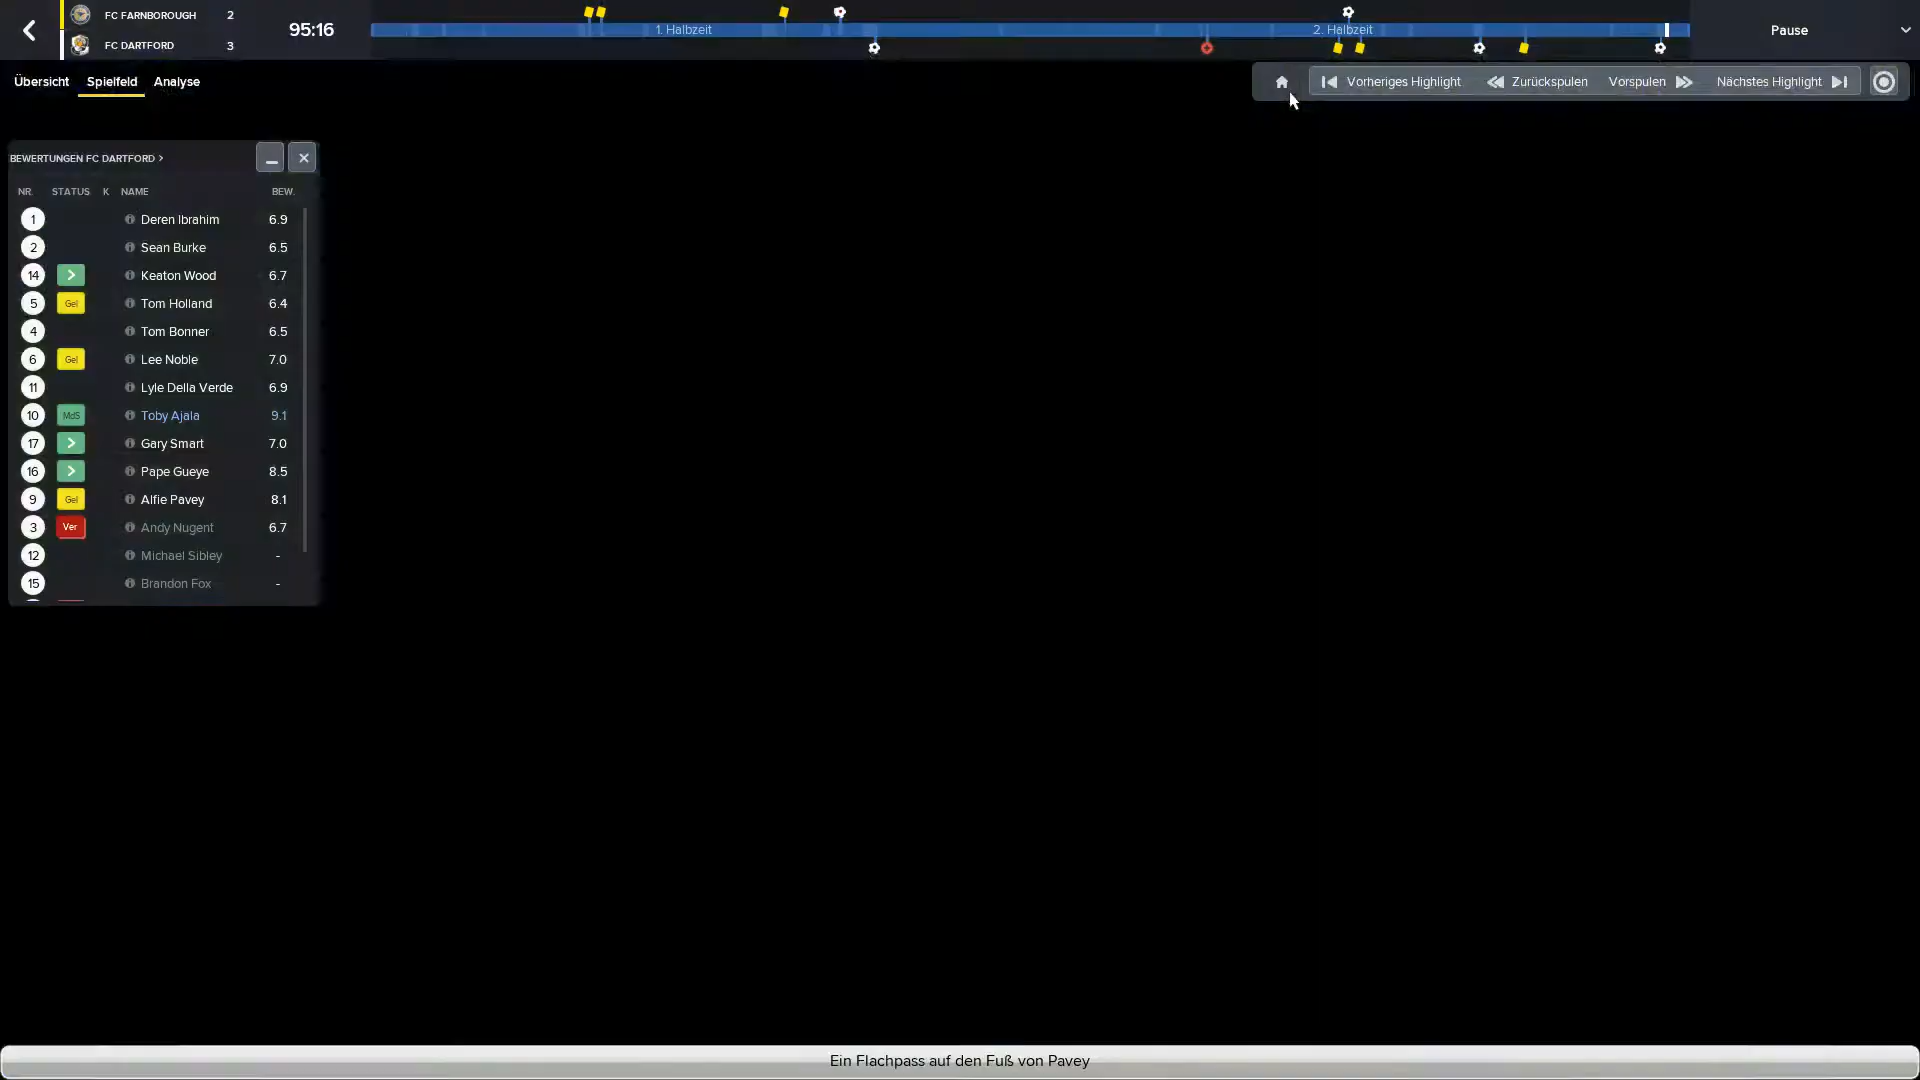 FC FARNBOROUGH 2
FC DARTFORD 3
95:16
1. Halbzeit
2. Halbzeit
Pause
Übersicht
Spielfeld
Analyse
Vorheriges Highlight
Zurückspulen
Vorspulen
Nächstes Highlight
BEWERTUNGEN FC DARTFORD >
NR. STATUS K NAME BEW.
1 Deren Ibrahim 6.9
2 Sean Burke 6.5
14 Keaton Wood 6.7
5 Gel Tom Holland 6.4
4 Tom Bonner 6.5
6 Gel Lee Noble 7.0
11 Lyle Della Verde 6.9
10 MdS Toby Ajala 9.1
17 Gary Smart 7.0
16 Pape Gueye 8.5
9 Gel Alfie Pavey 8.1
3 Ver Andy Nugent 6.7
12 Michael Sibley -
15 Brandon Fox -
Ein Flachpass auf den Fuß von Pavey